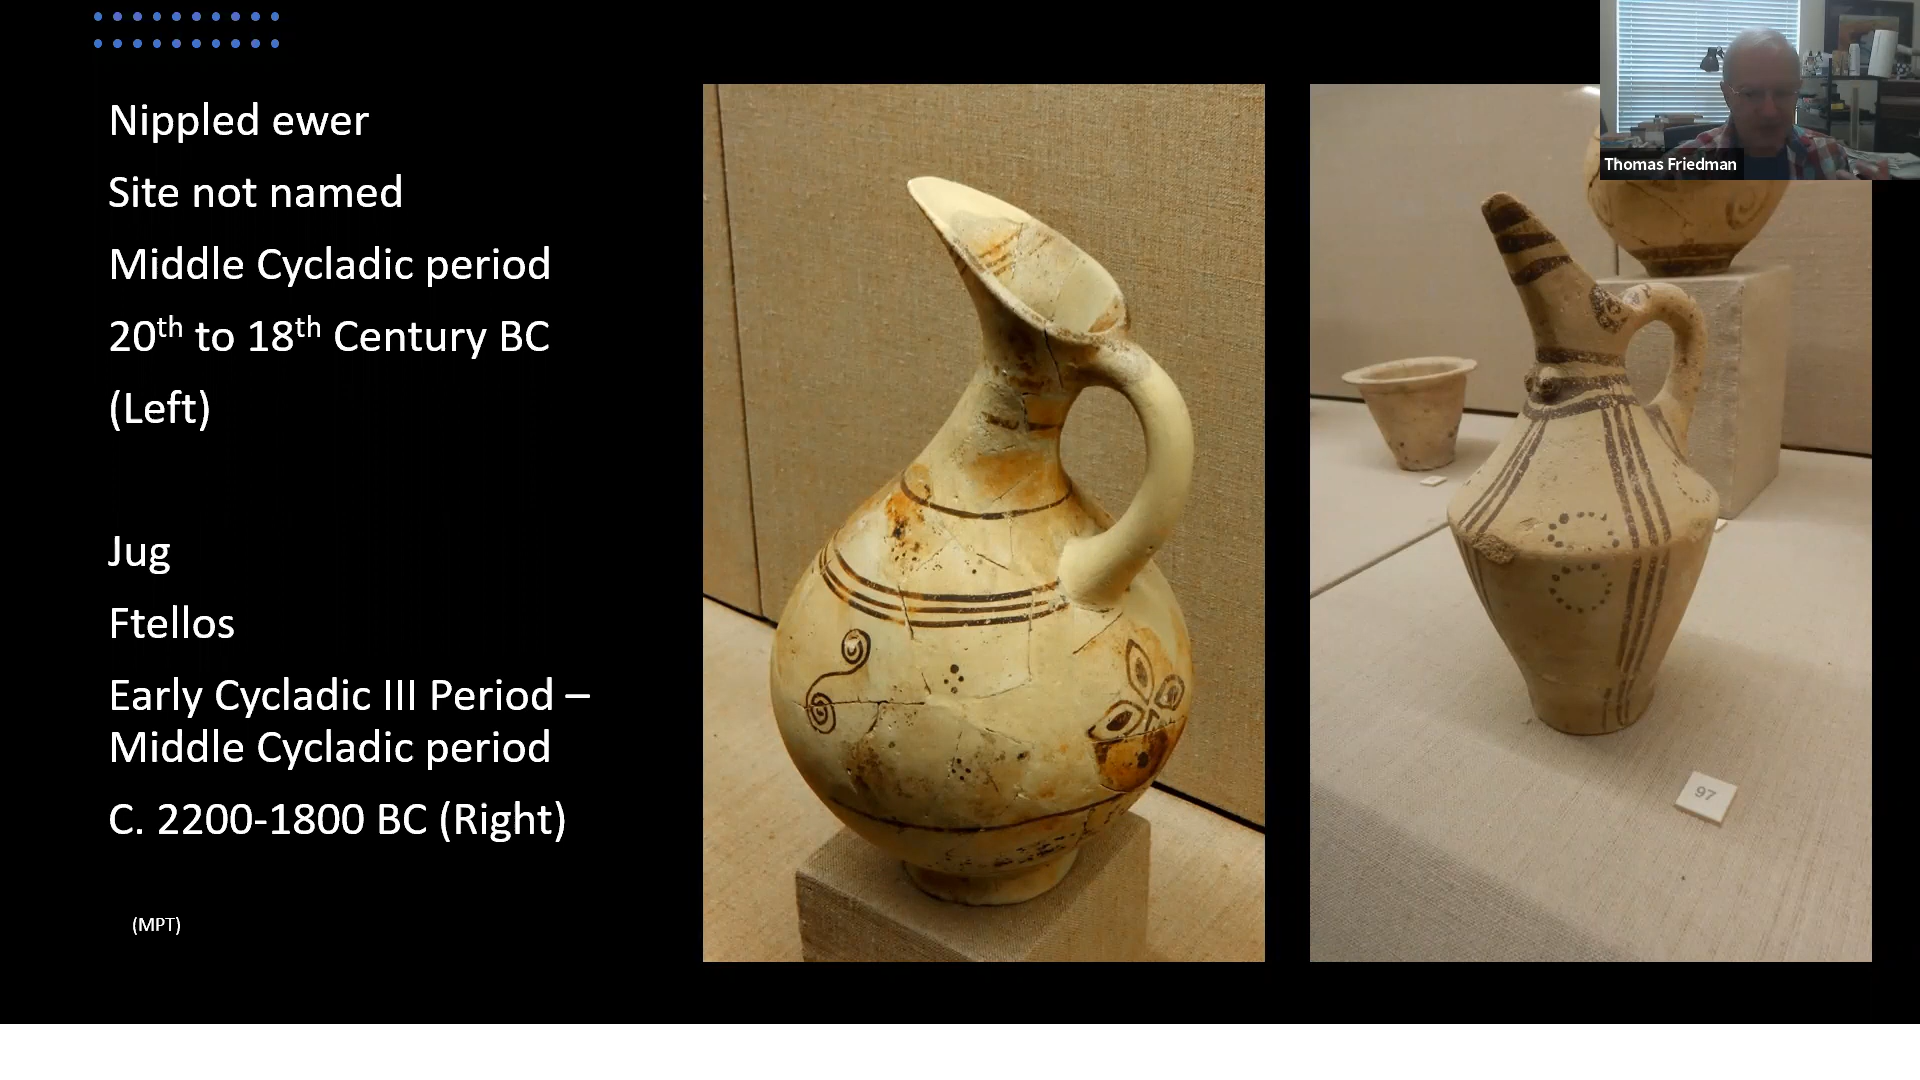 Nippled ewer
Site not named
Middle Cycladic period
20th to 18th Century BC
(Left)
Jug
Ftellos
Early Cycladic III Period –
Middle Cycladic period
C. 2200-1800 BC (Right)
(MPT)
Thomas Friedman
97